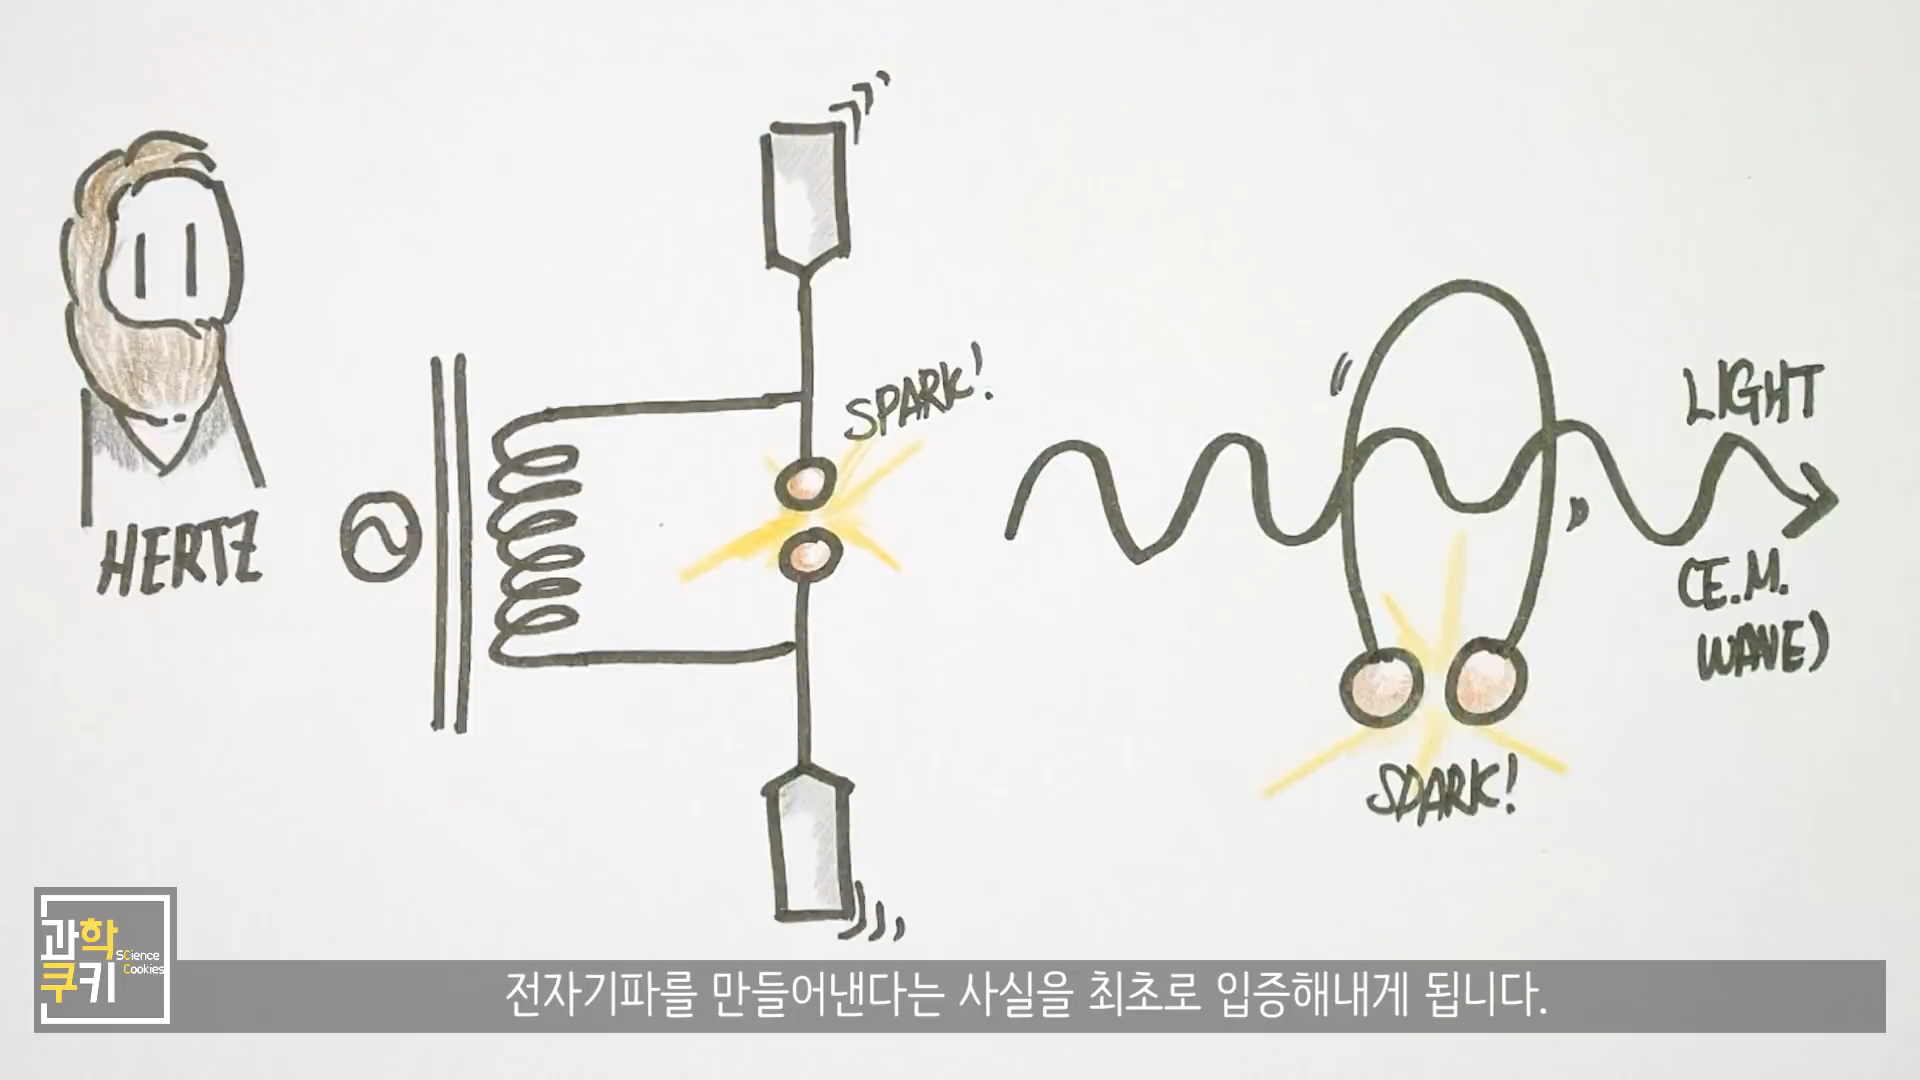 HERTZ
SPARK!
LIGHT
(E.M.
WAVE)
SPARK!
과학
쿠키
Science
Cookies
전자기파를 만들어낸다는 사실을 최초로 입증해내게 됩니다.